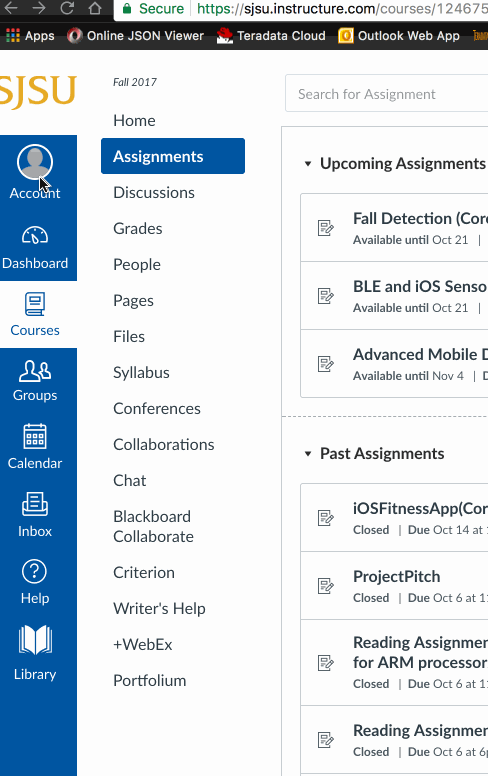 Secure https://sjsu.instructure.com/courses/124675
Apps Online JSON Viewer Teradata Cloud Outlook Web App
SJSU
Account
Dashboard
Courses
Groups
Calendar
Inbox
Help
Library
Fall 2017
Home
Assignments
Discussions
Grades
People
Pages
Files
Syllabus
Conferences
Collaborations
Chat
Blackboard
Collaborate
Criterion
Writer's Help
+WebEx
Portfolium
Search for Assignment
Upcoming Assignments
Fall Detection (Core
Available until Oct 21 |
BLE and iOS Senso
Available until Oct 21 |
Advanced Mobile D
Available until Nov 4 | D
Past Assignments
iOSFitnessApp(Cor
Closed | Due Oct 14 at 1
ProjectPitch
Closed | Due Oct 6 at 11
Reading Assignmen
for ARM processor
Closed | Due Oct 6 at 11
Reading Assignmen
Closed | Due Oct 6 at 6p